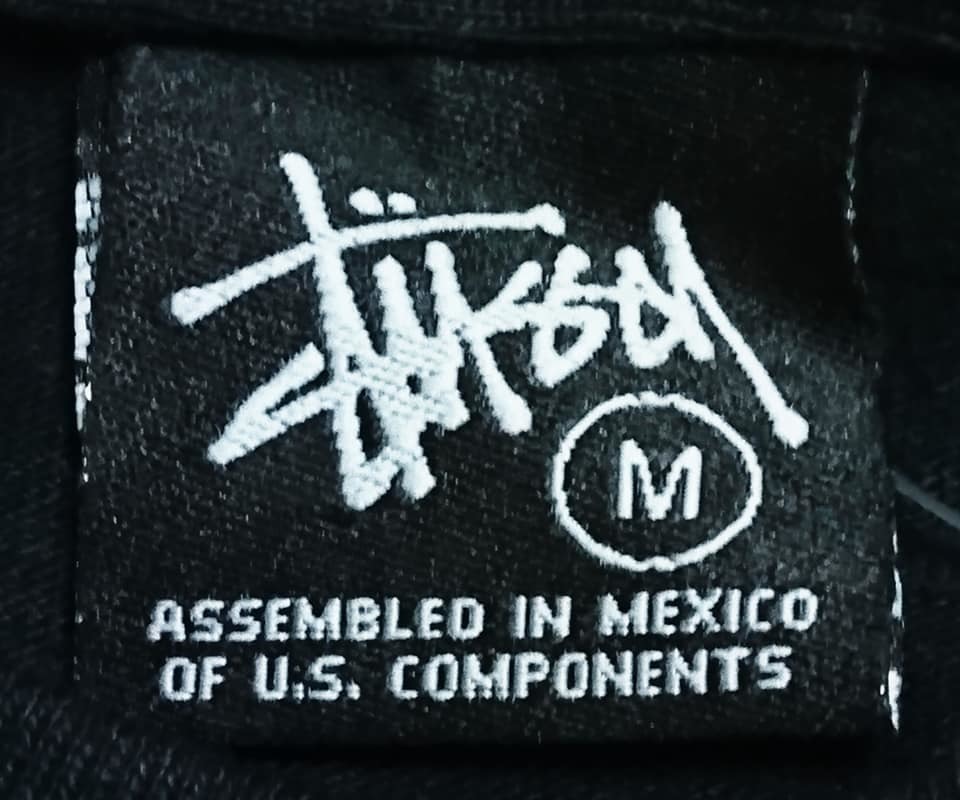 Stüssy
M
ASSEMBLED IN MEXICO
OF U.S. COMPONENTS